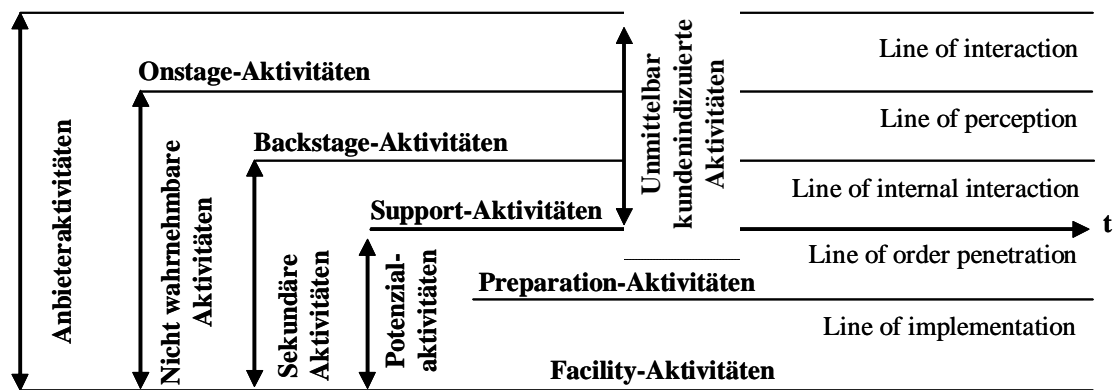 Line of interaction
Onstage-Aktivitäten
Line of perception
Backstage-Aktivitäten
Line of internal interaction
Support-Aktivitäten
t
Line of order penetration
Preparation-Aktivitäten
Line of implementation
Facility-Aktivitäten
Anbieteraktivitäten
Nicht wahrnehmbare
Aktivitäten
Sekundäre
Aktivitäten
Potenzial-
aktivitäten
Unmittelbar
kundenindizuierte
Aktivitäten